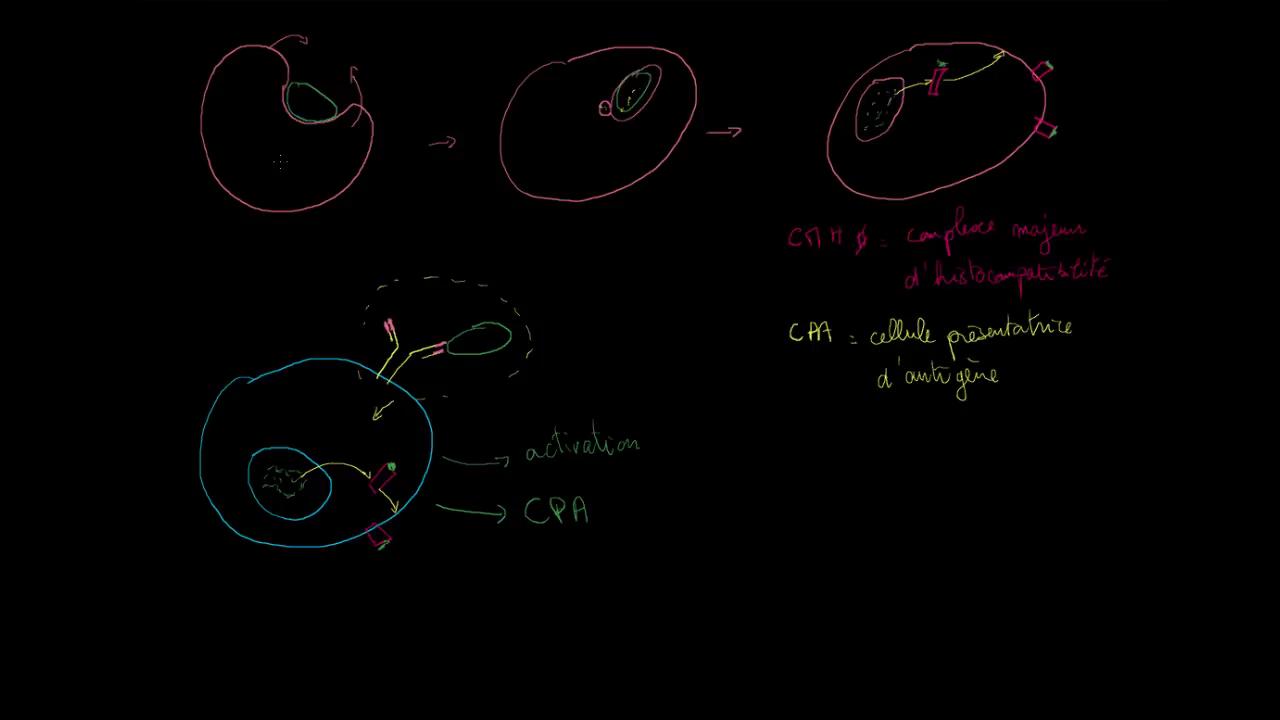 CMH = complexe majeur
d'histocompatibilité
CPA = cellule présentatrice
d'antigène
activation
CPA